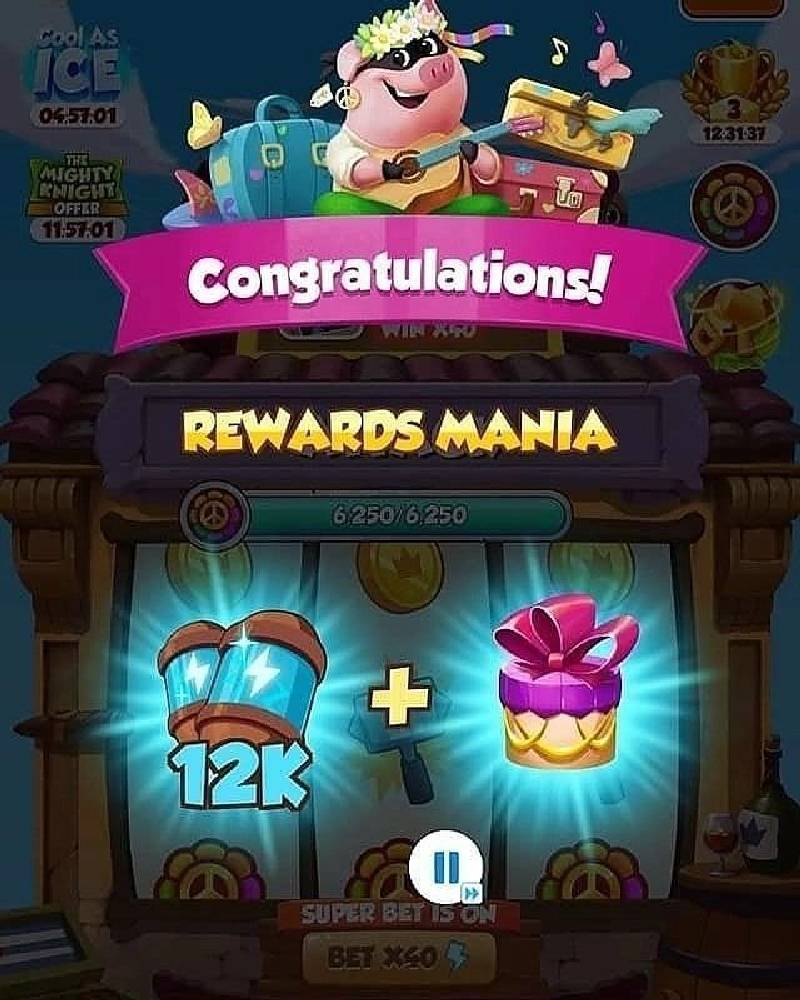 COOL AS
ICE
04:57:01
3
12:31:37
THE
MIGHTY
KNIGHT
OFFER
11:57:01
Congratulations!
WIN X40
REWARDS MANIA
6,250/6,250
12K
+
SUPER BET IS ON
BET X40